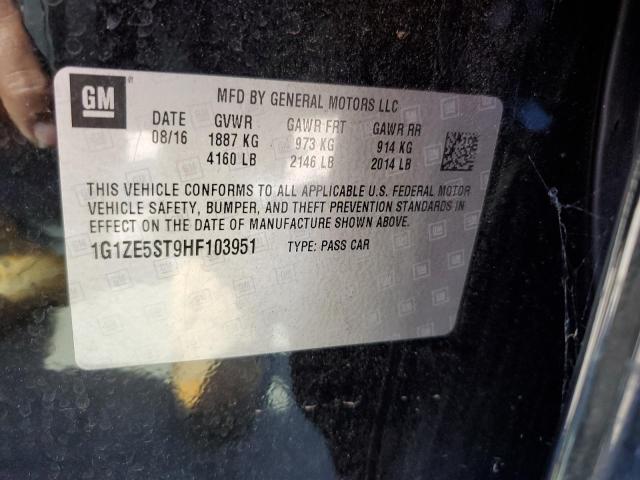 GM
MFD BY GENERAL MOTORS LLC
DATE GVWR GAWR FRT GAWR RR
08/16 1887 KG 973 KG 914 KG
4160 LB 2146 LB 2014 LB
THIS VEHICLE CONFORMS TO ALL APPLICABLE U.S. FEDERAL MOTOR
VEHICLE SAFETY, BUMPER, AND THEFT PREVENTION STANDARDS IN
EFFECT ON THE DATE OF MANUFACTURE SHOWN ABOVE.
1G1ZE5ST9HF103951 TYPE: PASS CAR